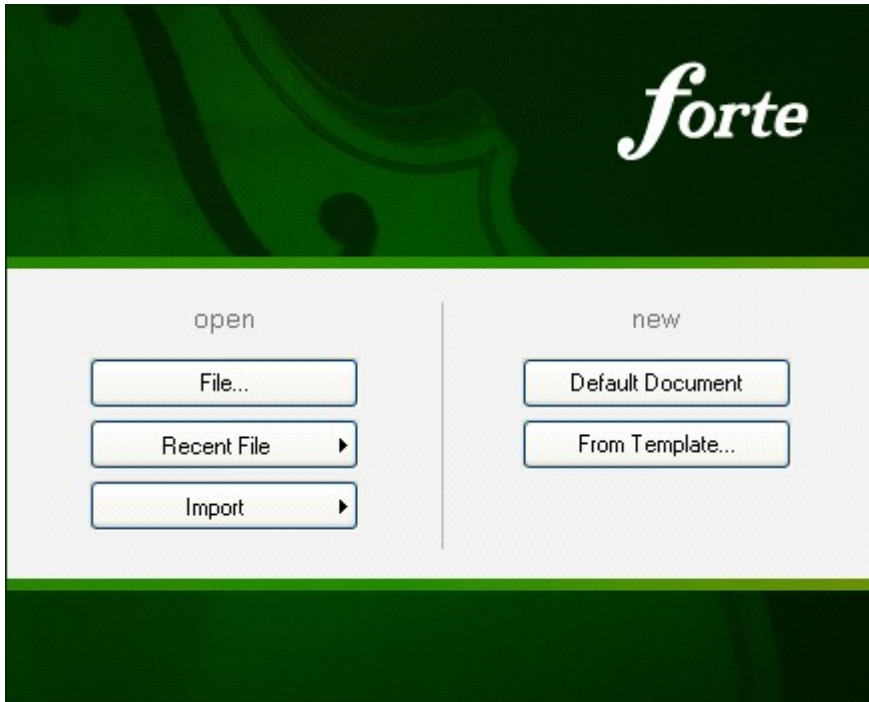 forte
open
File...
Recent File
Import
new
Default Document
From Template...